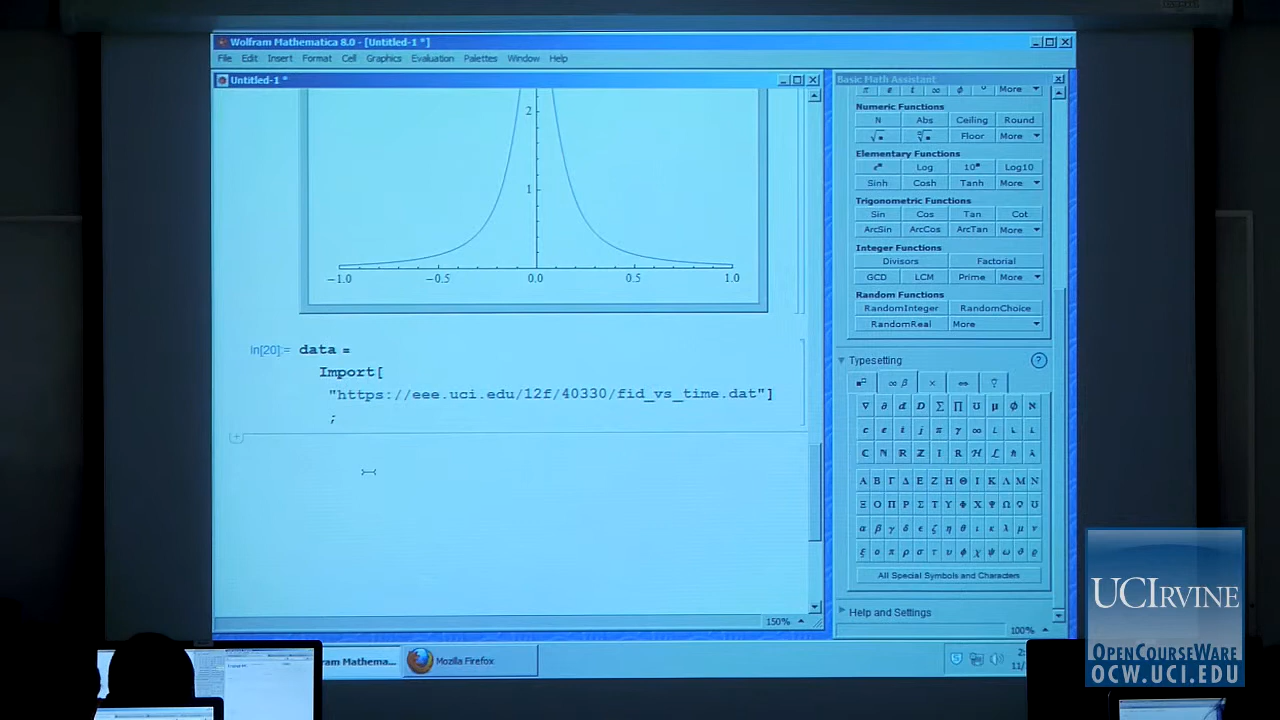 Wolfram Mathematica 8.0 - [Untitled-1 *]
File Edit Insert Format Cell Graphics Evaluation Palettes Window Help
Untitled-1 *
2
1
-1.0 -0.5 0.0 0.5 1.0
In[20]:= data =
Import[
"https://eee.uci.edu/12f/40330/fid_vs_time.dat"]
;
150%
Basic Math Assistant
π e i ∞ ϕ More
Numeric Functions
N Abs Ceiling Round
Floor More
Elementary Functions
Log Log10
Sinh Cosh Tanh More
Trigonometric Functions
Sin Cos Tan Cot
ArcSin ArcCos ArcTan More
Integer Functions
Divisors Factorial
GCD LCM Prime More
Random Functions
RandomInteger RandomChoice
RandomReal More
Typesetting ?
∞ β ×
∇ ∂ ⅆ D ∑ ∏ ℧ μ
π γ ∞
C N R Z I R H L ℏ
Α Β Γ Δ Ε Ζ Η Θ Ι Κ Λ Μ Ν
Ξ Ο Π Ρ Σ Τ Υ Φ Χ Ψ Ω
α β γ δ ϵ ζ η θ ι κ λ μ ν
ξ ο π ρ σ τ υ ϕ χ ψ ω
All Special Symbols and Characters
Help and Settings
100%
ram Mathema... Mozilla Firefox
UCIRVINE
OPENCOURSEWARE
OCW.UCI.EDU